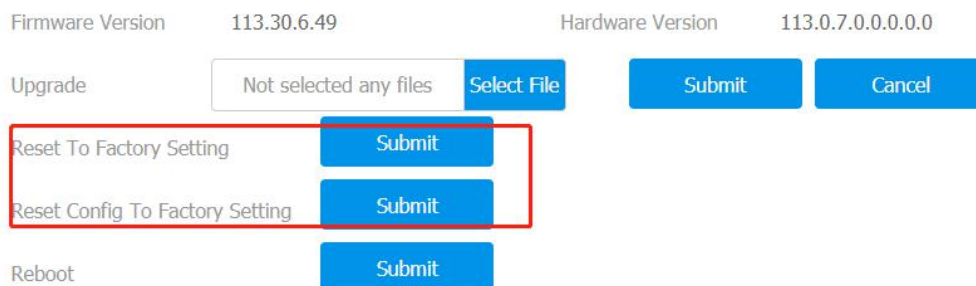 Firmware Version 113.30.6.49 Hardware Version 113.0.7.0.0.0.0.0
Upgrade Not selected any files Select File Submit Cancel
Reset To Factory Setting Submit
Reset Config To Factory Setting Submit
Reboot Submit